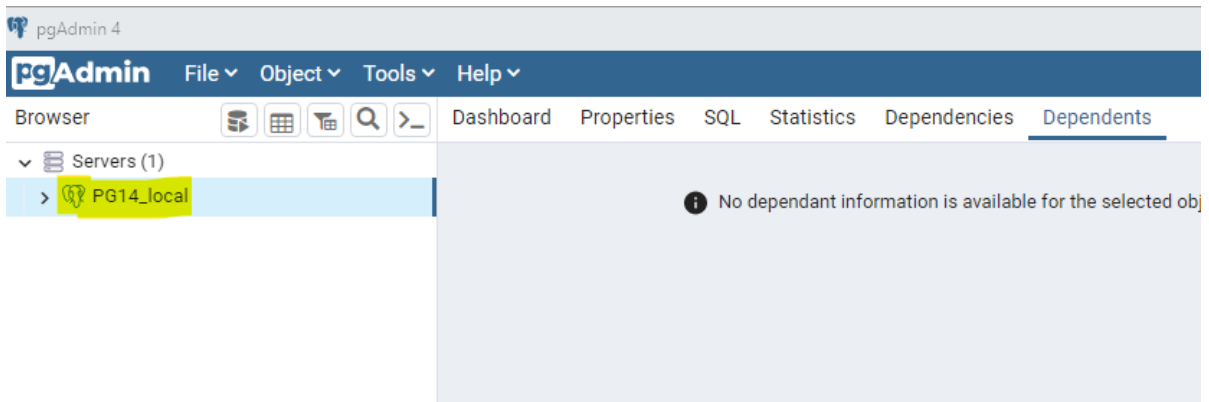 pgAdmin 4
pgAdmin File Object Tools Help
Browser Dashboard Properties SQL Statistics Dependencies Dependents
Servers (1)
PG14_local
No dependant information is available for the selected obj